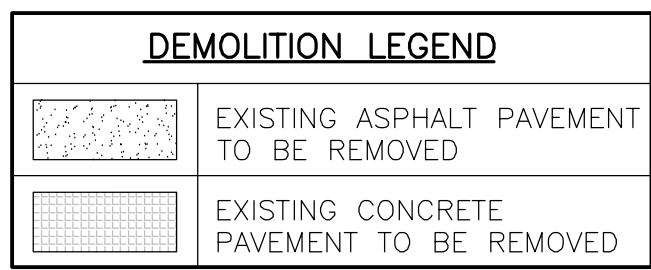 DEMOLITION LEGEND
EXISTING ASPHALT PAVEMENT
TO BE REMOVED
EXISTING CONCRETE
PAVEMENT TO BE REMOVED